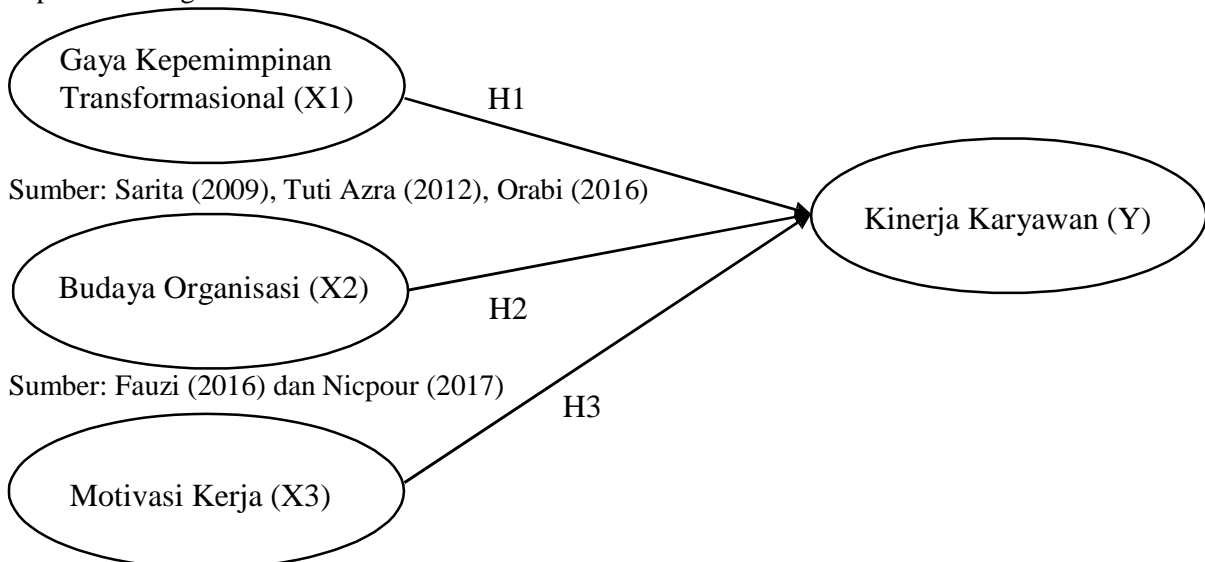 Gaya Kepemimpinan
Transformasional (X1)
H1
Sumber: Sarita (2009), Tuti Azra (2012), Orabi (2016)
Kinerja Karyawan (Y)
Budaya Organisasi (X2)
H2
Sumber: Fauzi (2016) dan Nicpour (2017)
H3
Motivasi Kerja (X3)